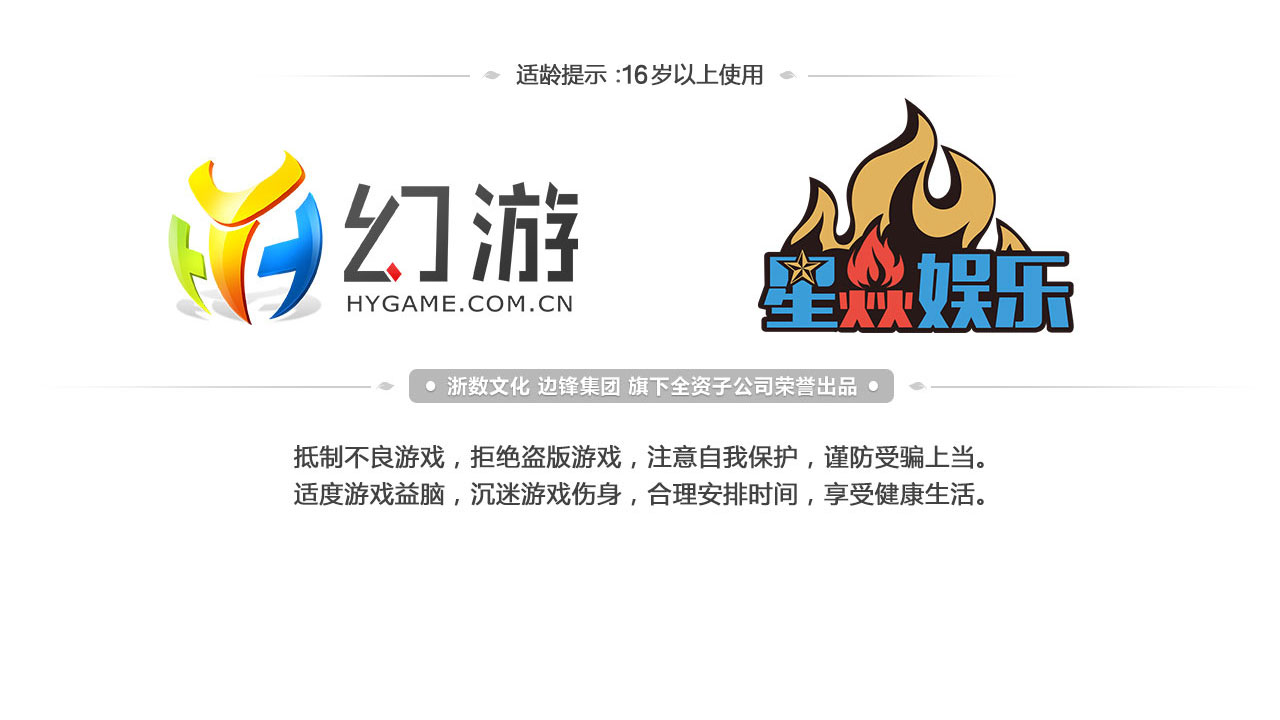 适龄提示 :16岁以上使用
幻游
HYGAME.COM.CN
星焱娱乐
• 浙数文化 边锋集团 旗下全资子公司荣誉出品 •
抵制不良游戏，拒绝盗版游戏，注意自我保护，谨防受骗上当。
适度游戏益脑，沉迷游戏伤身，合理安排时间，享受健康生活。